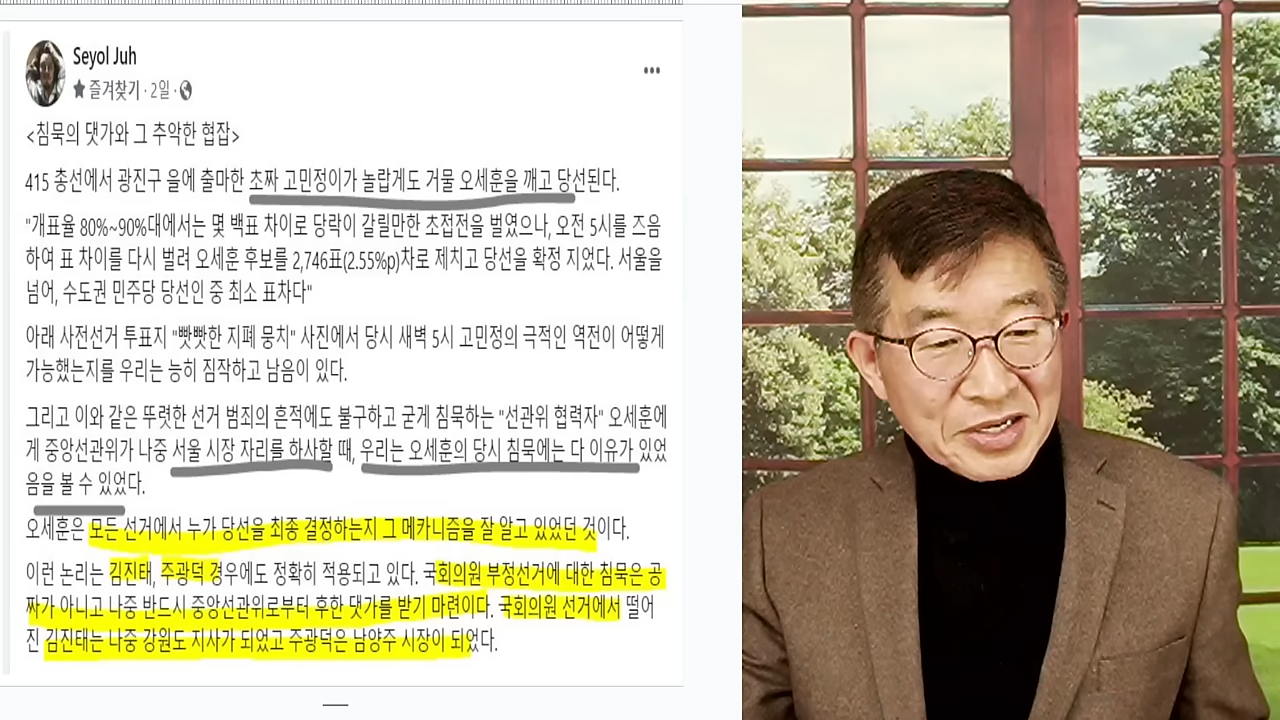 Seyol Juh
즐겨찾기 · 2일 ·
<침묵의 댓가와 그 추악한 협잡>
415 총선에서 광진구 을에 출마한 초짜 고민정이가 놀랍게도 거물 오세훈을 깨고 당선된다.
"개표율 80%~90%대에서는 몇 백표 차이로 당락이 갈릴만한 초접전을 벌였으나, 오전 5시를 즈음
하여 표 차이를 다시 벌려 오세훈 후보를 2,746표(2.55%p)차로 제치고 당선을 확정 지었다. 서울을
넘어, 수도권 민주당 당선인 중 최소 표차다"
아래 사전선거 투표지 "빳빳한 지폐 뭉치" 사진에서 당시 새벽 5시 고민정의 극적인 역전이 어떻게
가능했는지를 우리는 능히 짐작하고 남음이 있다.
그리고 이와 같은 뚜렷한 선거 범죄의 흔적에도 불구하고 굳게 침묵하는 "선관위 협력자" 오세훈에
게 중앙선관위가 나중 서울 시장 자리를 하사할 때, 우리는 오세훈의 당시 침묵에는 다 이유가 있었
음을 볼 수 있었다.
오세훈은 모든 선거에서 누가 당선을 최종 결정하는지 그 메카니즘을 잘 알고 있었던 것이다.
이런 논리는 김진태, 주광덕 경우에도 정확히 적용되고 있다. 국회의원 부정선거에 대한 침묵은 공
짜가 아니고 나중 반드시 중앙선관위로부터 후한 댓가를 받기 마련이다. 국회의원 선거에서 떨어
진 김진태는 나중 강원도 지사가 되었고 주광덕은 남양주 시장이 되었다.